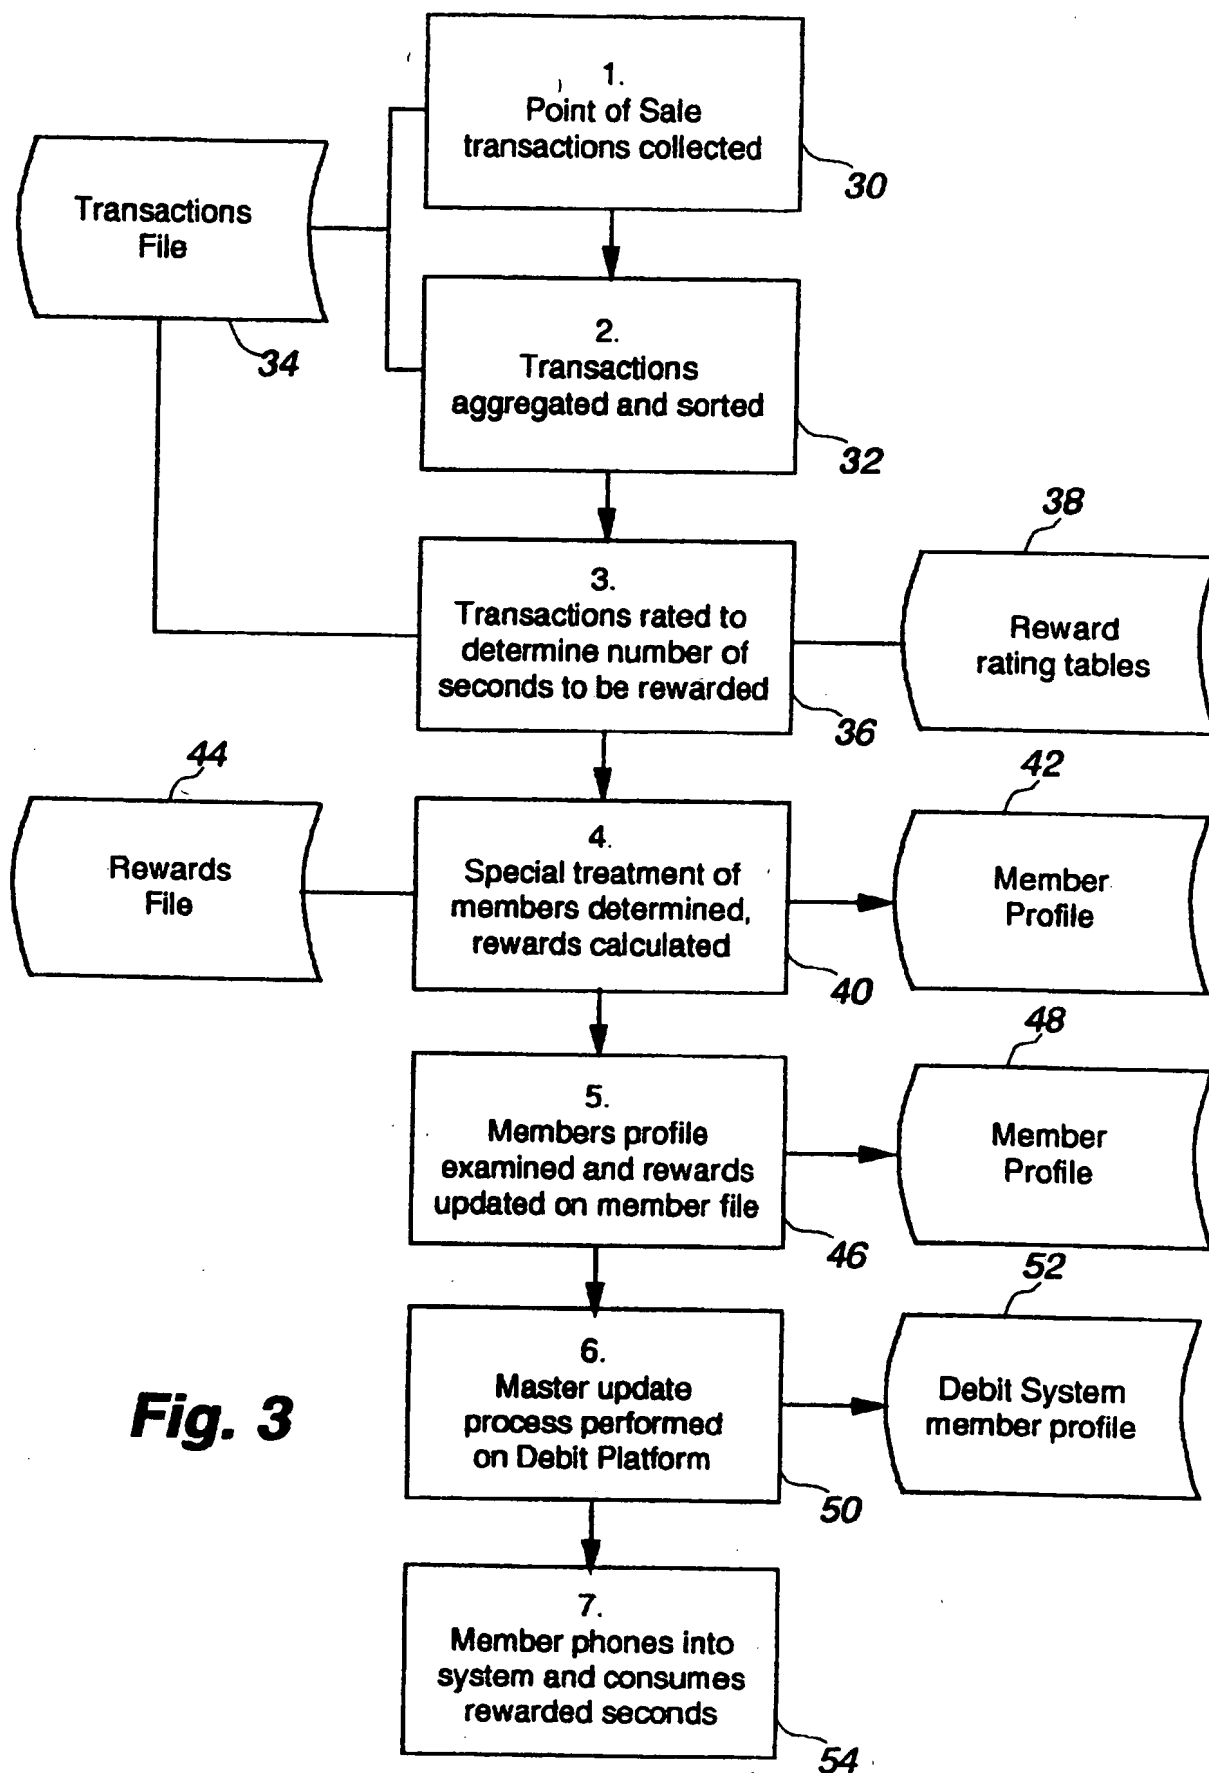 1.
Point of Sale
transactions collected
30
Transactions
File
34
2.
Transactions
aggregated and sorted
32
38
3.
Transactions rated to
determine number of
seconds to be rewarded
36
Reward
rating tables
44
Rewards
File
4.
Special treatment of
members determined,
rewards calculated
40
42
Member
Profile
5.
Members profile
examined and rewards
updated on member file
46
48
Member
Profile
6.
Master update
process performed
on Debit Platform
50
52
Debit System
member profile
Fig. 3
7.
Member phones into
system and consumes
rewarded seconds
54